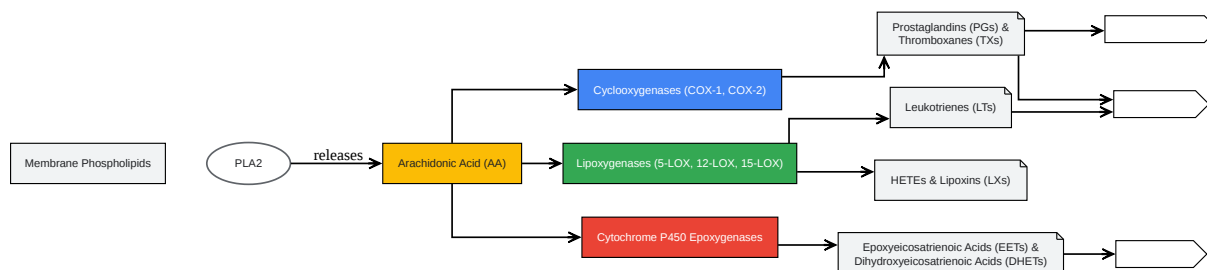 Membrane Phospholipids
PLA2
releases
Arachidonic Acid (AA)
Cyclooxygenases (COX-1, COX-2)
Lipoxygenases (5-LOX, 12-LOX, 15-LOX)
Cytochrome P450 Epoxygenases
Prostaglandins (PGs) &
Thromboxanes (TXs)
Leukotrienes (LTs)
HETEs & Lipoxins (LXs)
Epoxyeicosatrienoic Acids (EETs) &
Dihydroxyeicosatrienoic Acids (DHETs)